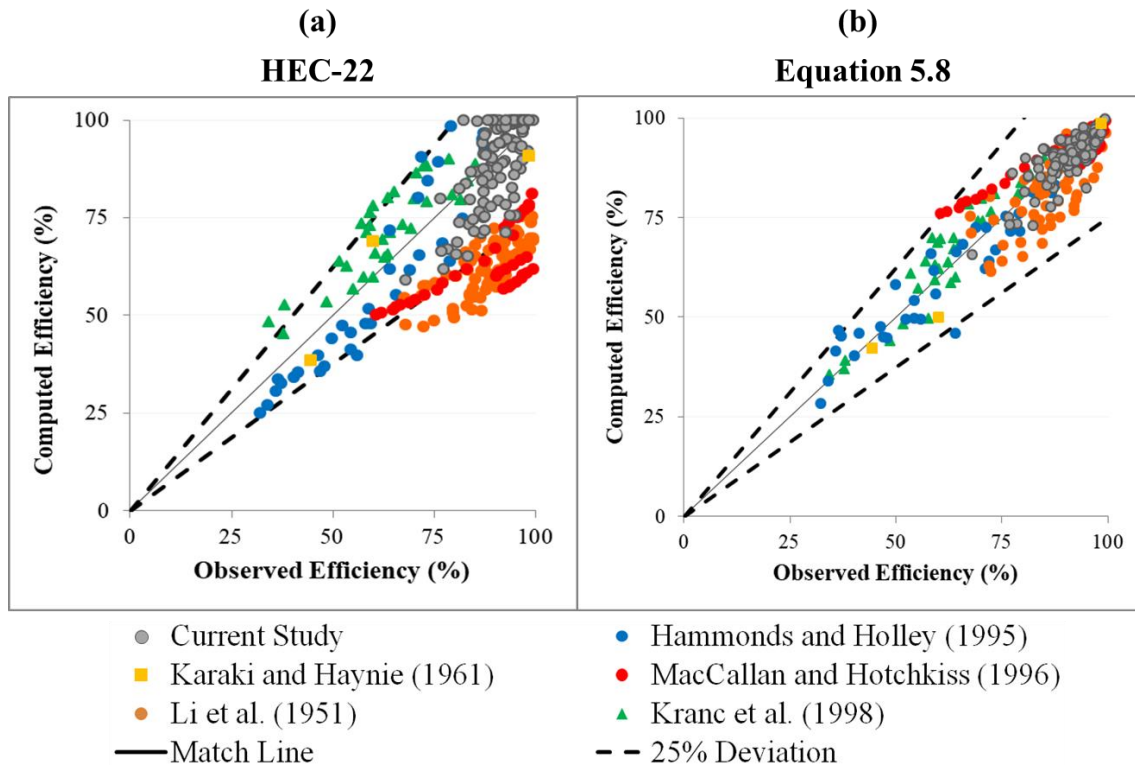 (a)
HEC-22
100
75
50
25
0
0
25
50
75
100
Computed Efficiency (%)
Observed Efficiency (%)
(b)
Equation 5.8
100
75
50
25
0
0
25
50
75
100
Computed Efficiency (%)
Observed Efficiency (%)
Current Study
Hammonds and Holley (1995)
Karaki and Haynie (1961)
MacCallan and Hotchkiss (1996)
Li et al. (1951)
Kranc et al. (1998)
Match Line
25% Deviation